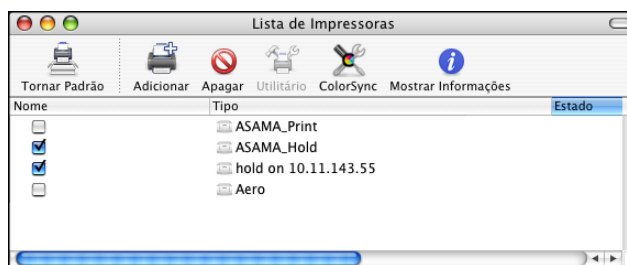 Lista de Impressoras
Tornar Padrão Adicionar Apagar Utilitário ColorSync Mostrar Informações
Nome Tipo Estado
ASAMA_Print
ASAMA_Hold
hold on 10.11.143.55
Aero